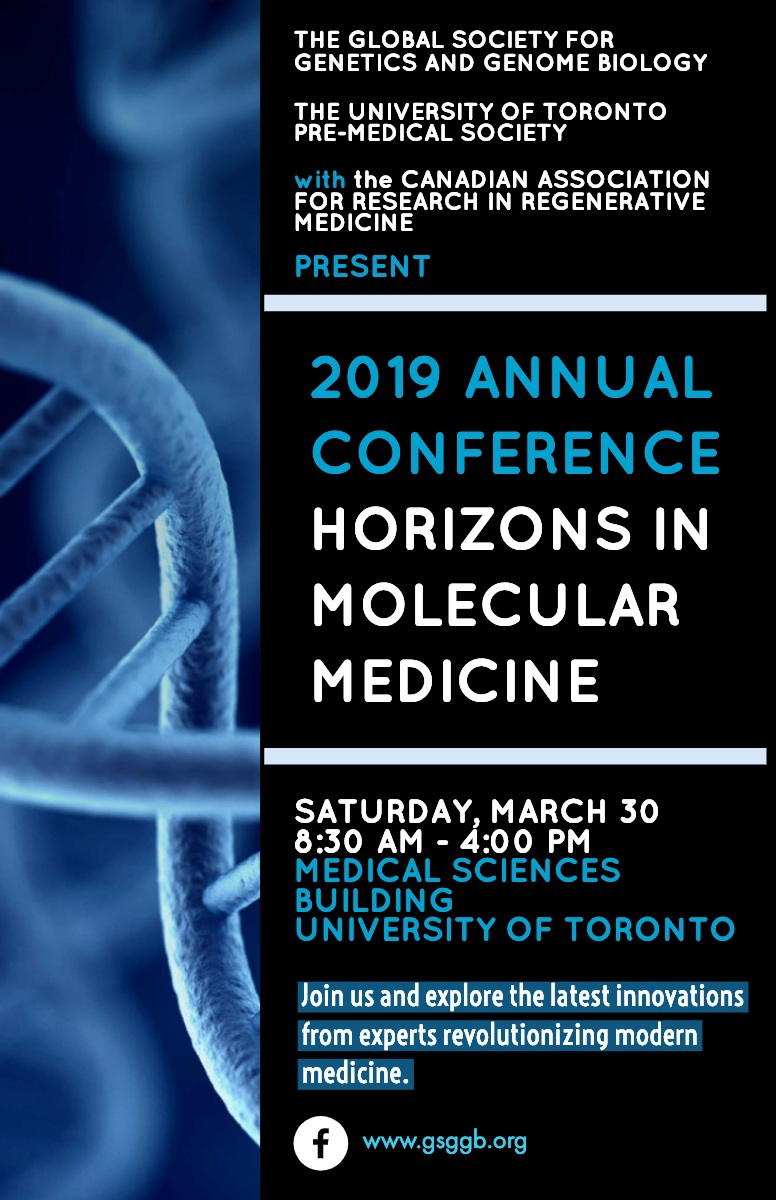 THE GLOBAL SOCIETY FOR
GENETICS AND GENOME BIOLOGY
THE UNIVERSITY OF TORONTO
PRE-MEDICAL SOCIETY
with the CANADIAN ASSOCIATION
FOR RESEARCH IN REGENERATIVE
MEDICINE
PRESENT
2019 ANNUAL
CONFERENCE
HORIZONS IN
MOLECULAR
MEDICINE
SATURDAY, MARCH 30
8:30 AM - 4:00 PM
MEDICAL SCIENCES
BUILDING
UNIVERSITY OF TORONTO
Join us and explore the latest innovations
from experts revolutionizing modern
medicine.
www.gsggb.org